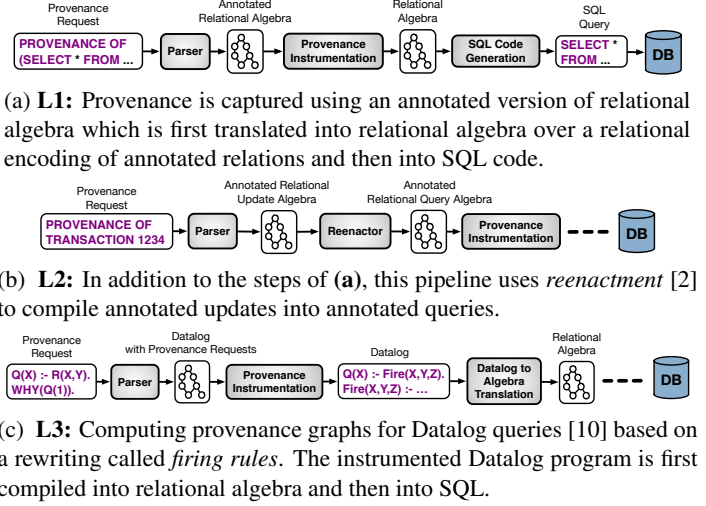 Provenance Request
Annotated Relational Algebra
Relational Algebra
SQL Query
PROVENANCE OF (SELECT * FROM ...
Parser
Provenance Instrumentation
SQL Code Generation
SELECT * FROM ...
DB
(a) L1: Provenance is captured using an annotated version of relational
algebra which is first translated into relational algebra over a relational
encoding of annotated relations and then into SQL code.
Provenance Request
Annotated Relational Update Algebra
Annotated Relational Query Algebra
PROVENANCE OF TRANSACTION 1234
Parser
Reenactor
Provenance Instrumentation
DB
(b) L2: In addition to the steps of (a), this pipeline uses reenactment [2]
to compile annotated updates into annotated queries.
Provenance Request
Datalog with Provenance Requests
Datalog
Relational Algebra
Q(X) :- R(X,Y).
WHY(Q(1)).
Parser
Provenance Instrumentation
Q(X) :- Fire(X,Y,Z).
Fire(X,Y,Z) :- ...
Datalog to Algebra Translation
DB
(c) L3: Computing provenance graphs for Datalog queries [10] based on
a rewriting called firing rules. The instrumented Datalog program is first
compiled into relational algebra and then into SQL.